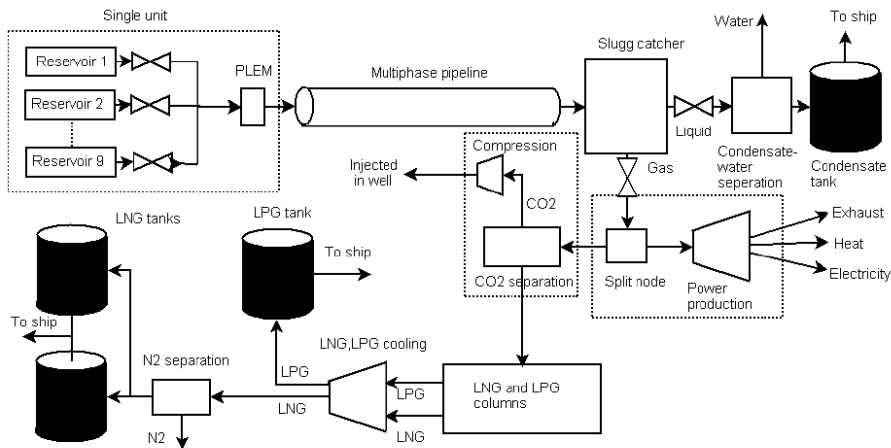 Single unit
Reservoir 1
Reservoir 2
Reservoir 9
PLEM
Multiphase pipeline
Slugg catcher
Water
To ship
Liquid
Condensate-
water seperation
Condensate
tank
Gas
Compression
Injected
in well
CO2
CO2 separation
Split node
Power
production
Exhaust
Heat
Electricity
LNG tanks
LPG tank
To ship
To ship
N2 separation
N2
LNG,LPG cooling
LPG
LNG
LPG
LNG
LNG and LPG
columns